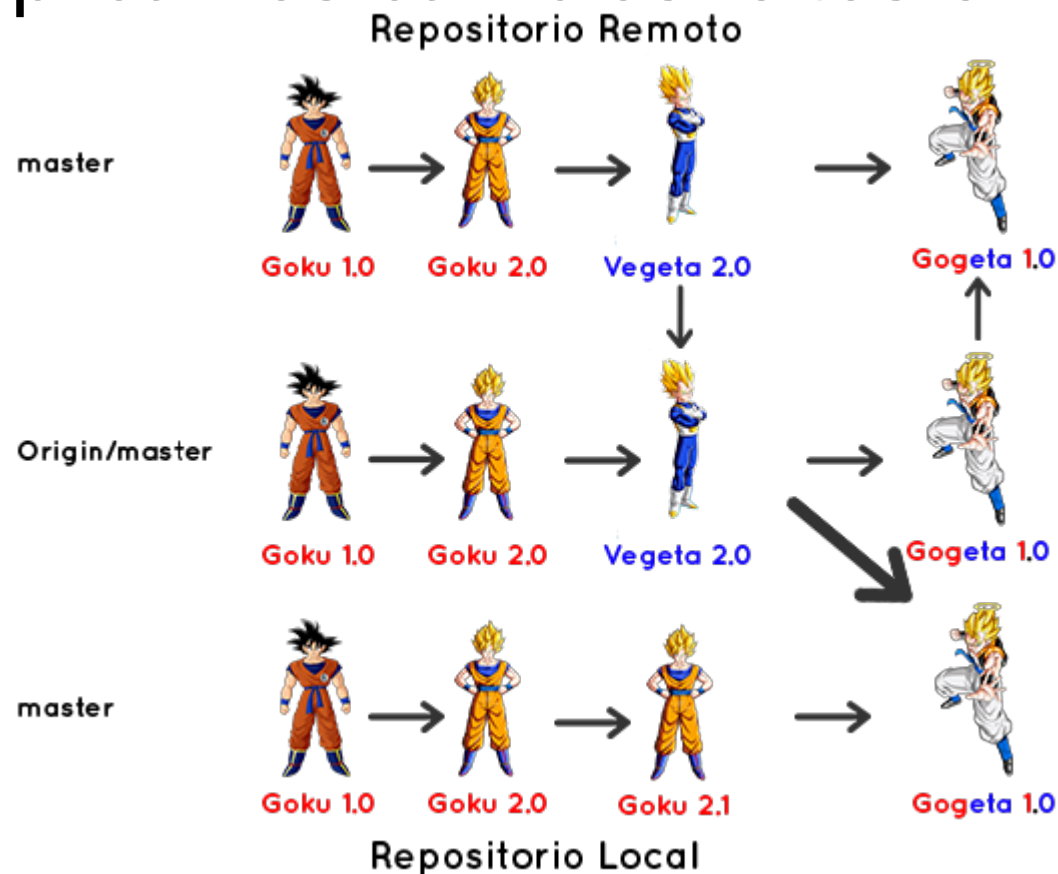 Repositorio Remoto
master
Goku 1.0 Goku 2.0 Vegeta 2.0 Gogeta 1.0
Origin/master
Goku 1.0 Goku 2.0 Vegeta 2.0 Gogeta 1.0
master
Goku 1.0 Goku 2.0 Goku 2.1 Gogeta 1.0
Repositorio Local